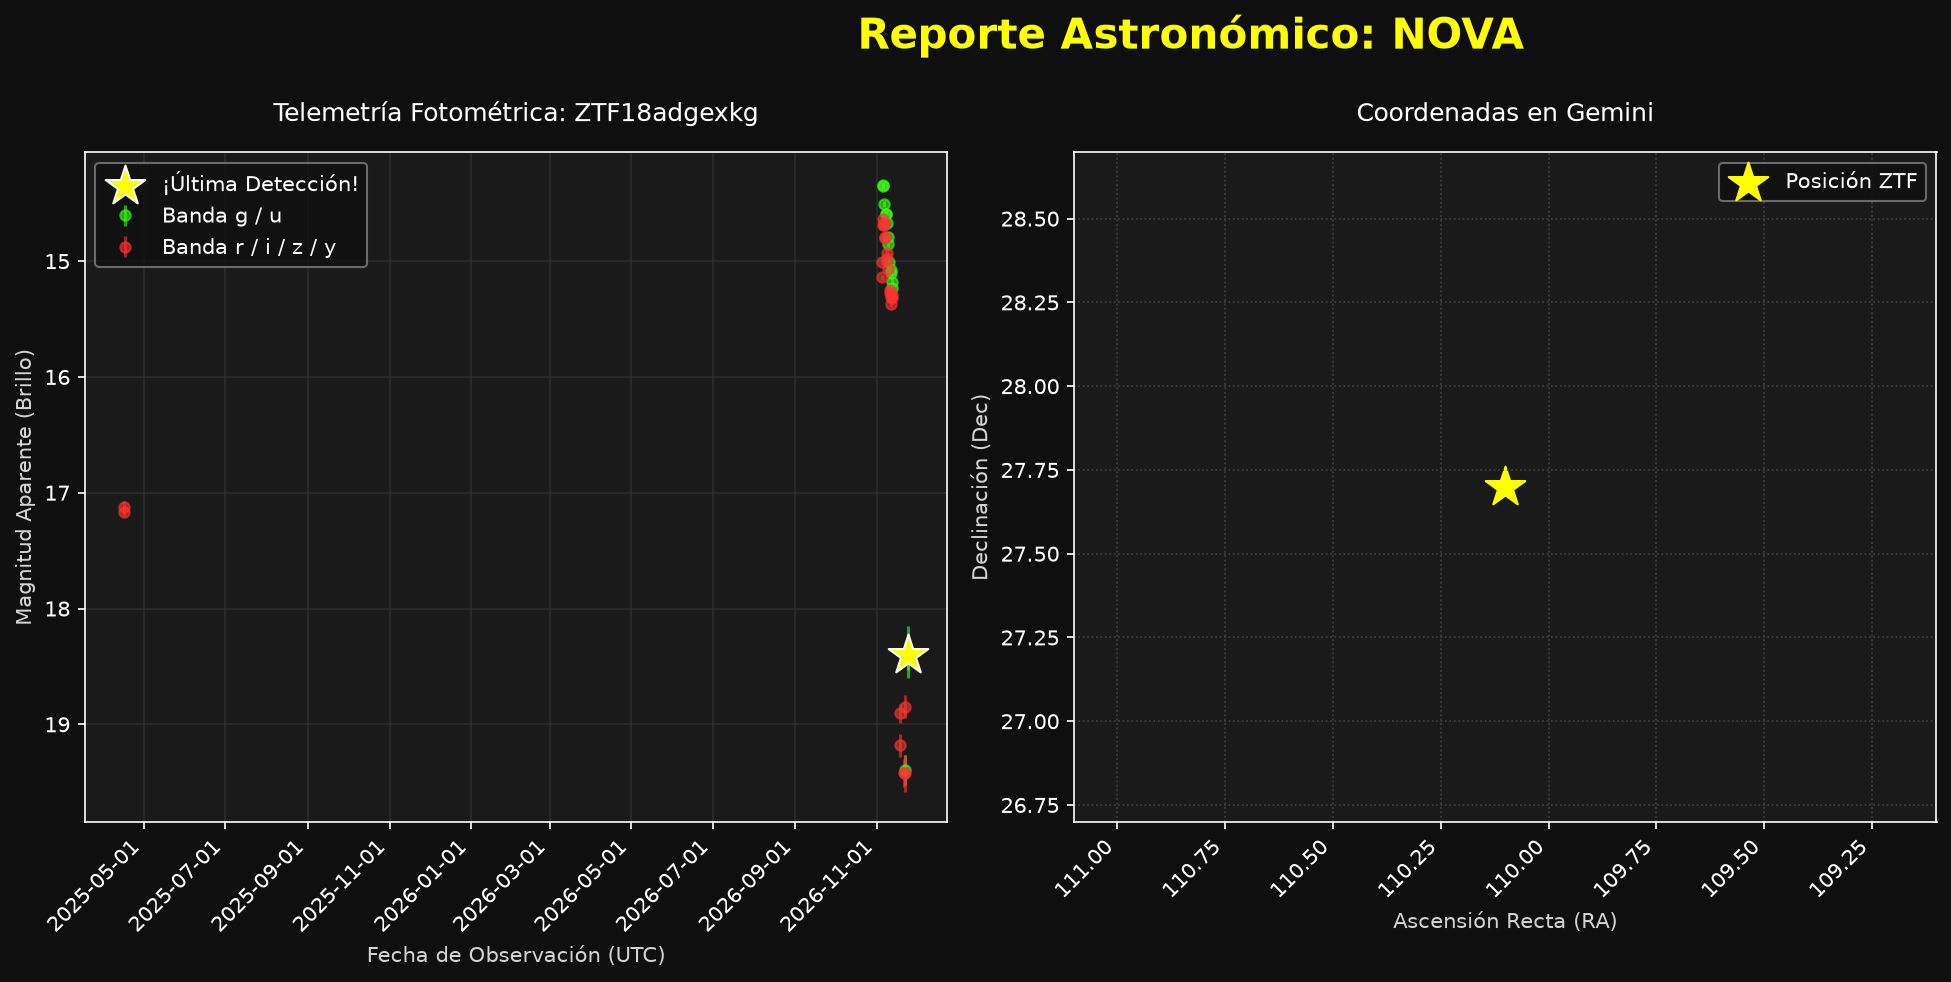 Reporte Astronómico: NOVA
Telemetría Fotométrica: ZTF18adgexkg
¡Última Detección!
Banda g / u
Banda r / i / z / y
Magnitud Aparente (Brillo)
15
16
17
18
19
2025-05-01
2025-07-01
2025-09-01
2025-11-01
2026-01-01
2026-03-01
2026-05-01
2026-07-01
2026-09-01
2026-11-01
Fecha de Observación (UTC)
Coordenadas en Gemini
Posición ZTF
Declinación (Dec)
28.50
28.25
28.00
27.75
27.50
27.25
27.00
26.75
111.00
110.75
110.50
110.25
110.00
109.75
109.50
109.25
Ascensión Recta (RA)